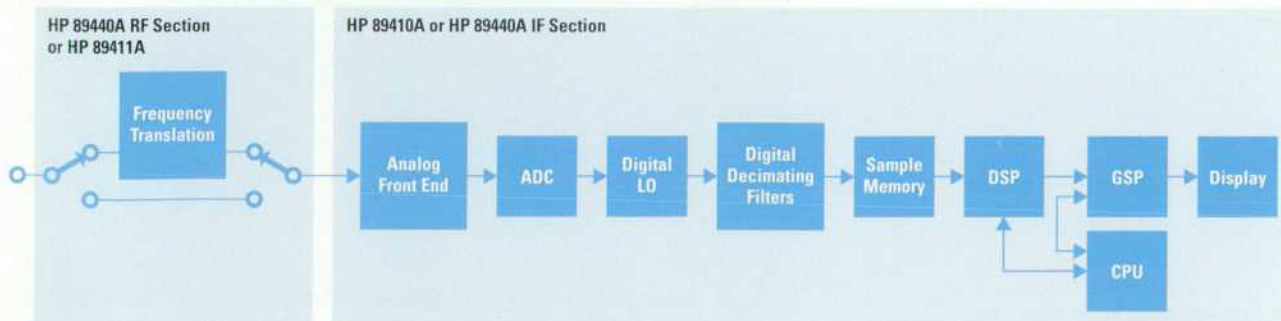 HP 89440A RF Section
or HP 89411A
HP 89410A or HP 89440A IF Section
Frequency
Translation
Analog
Front End
ADC
Digital
LO
Digital
Decimating
Filters
Sample
Memory
DSP
GSP
Display
CPU